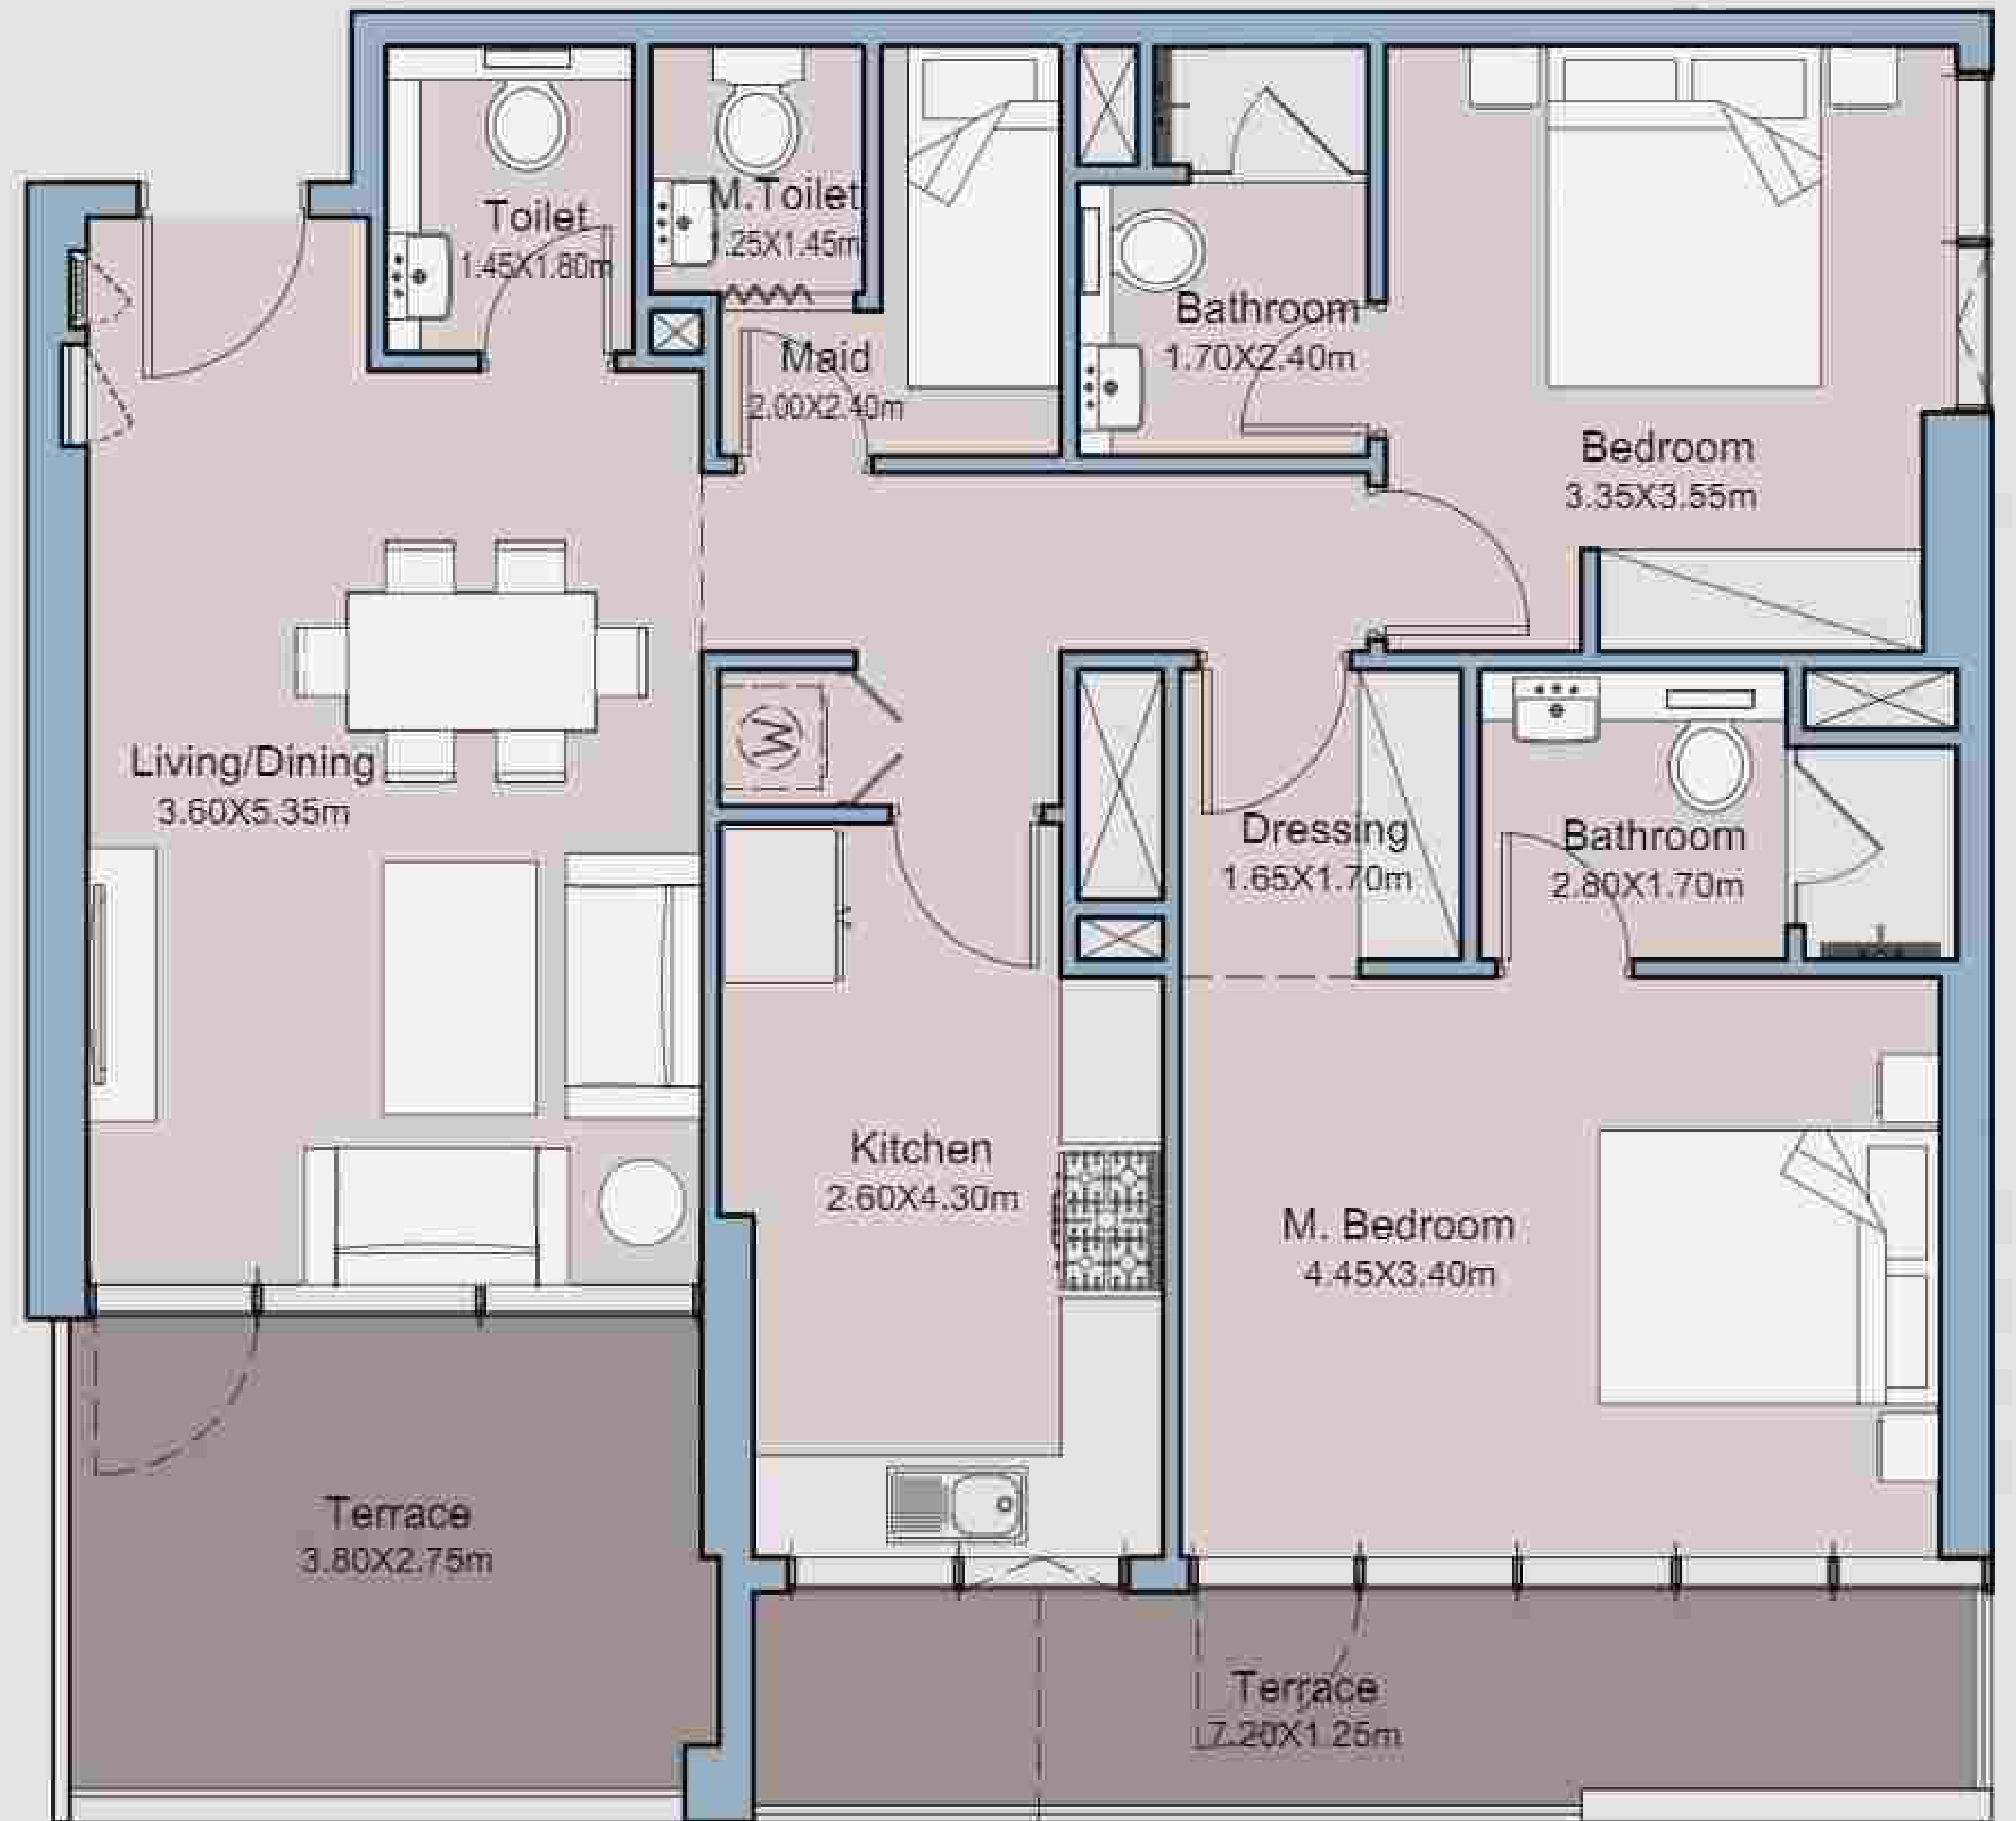 Toilet
1.45X1.80m
M.Toilet
.25X1.45m
Maid
2.00X2.40m
Bathroom
1.70X2.40m
Bedroom
3.35X3.55m
W
Living/Dining
3.60X5.35m
Dressing
1.65X1.70m
Bathroom
2.80X1.70m
Kitchen
2.60X4.30m
M. Bedroom
4.45X3.40m
Terrace
3.80X2.75m
Terrace
7.20X1.25m